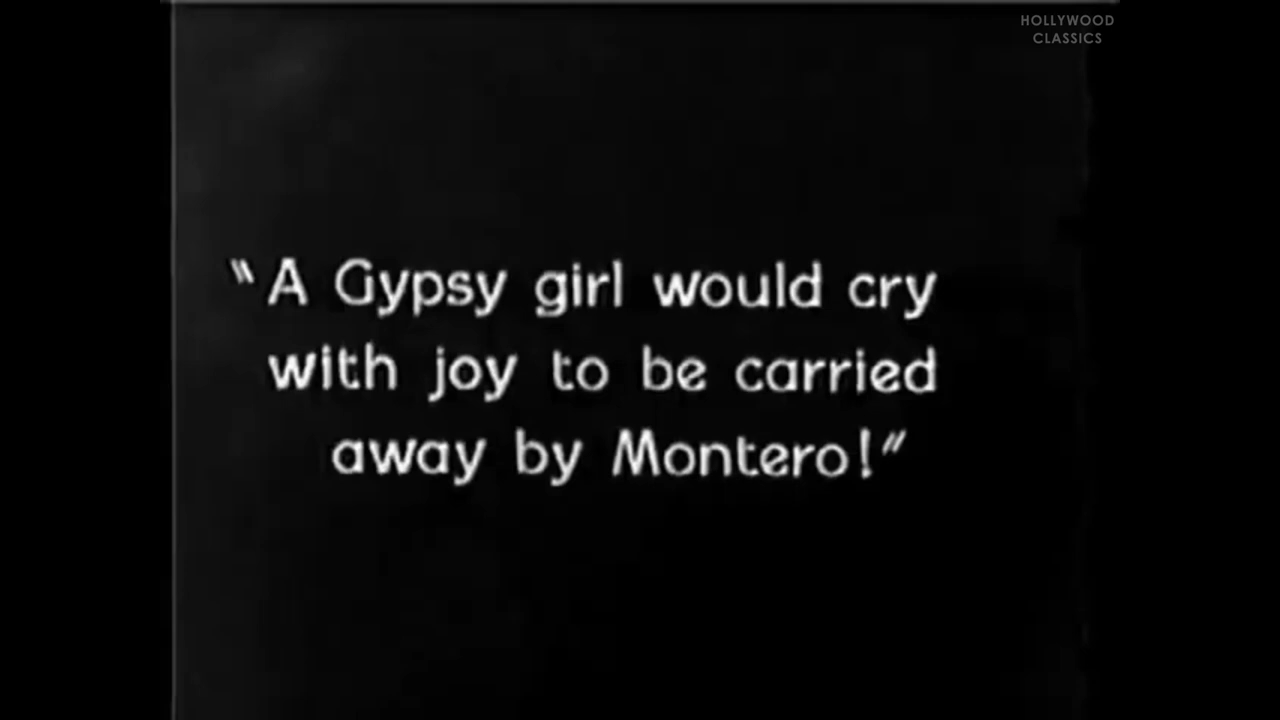 HOLLYWOOD
CLASSICS
"A Gypsy girl would cry
with joy to be carried
away by Montero!"